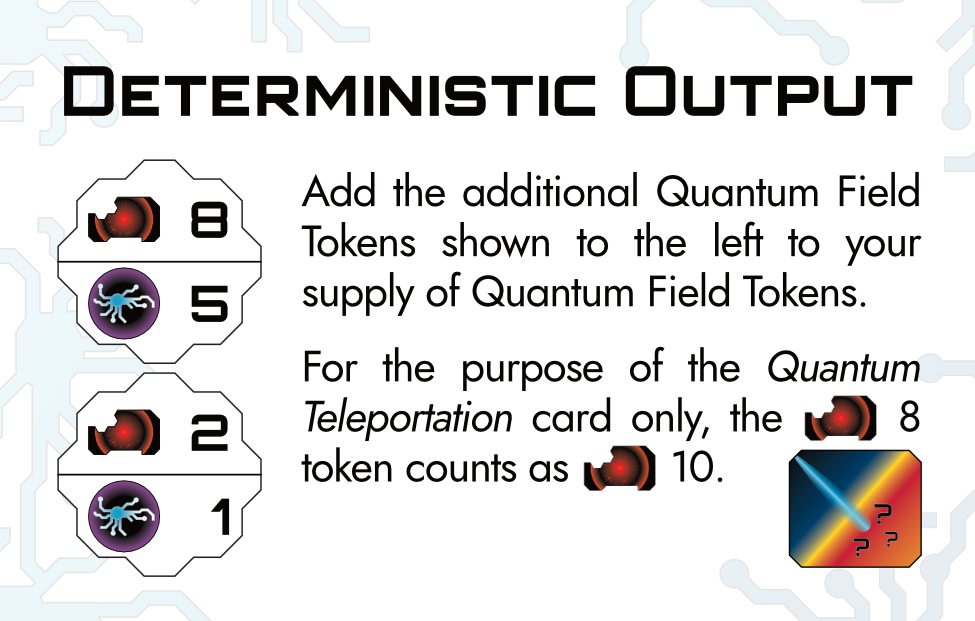 DETERMINISTIC OUTPUT
8
5
2
1
Add the additional Quantum Field
Tokens shown to the left to your
supply of Quantum Field Tokens.
For the purpose of the Quantum
Teleportation card only, the 8
token counts as 10.
? ? ?